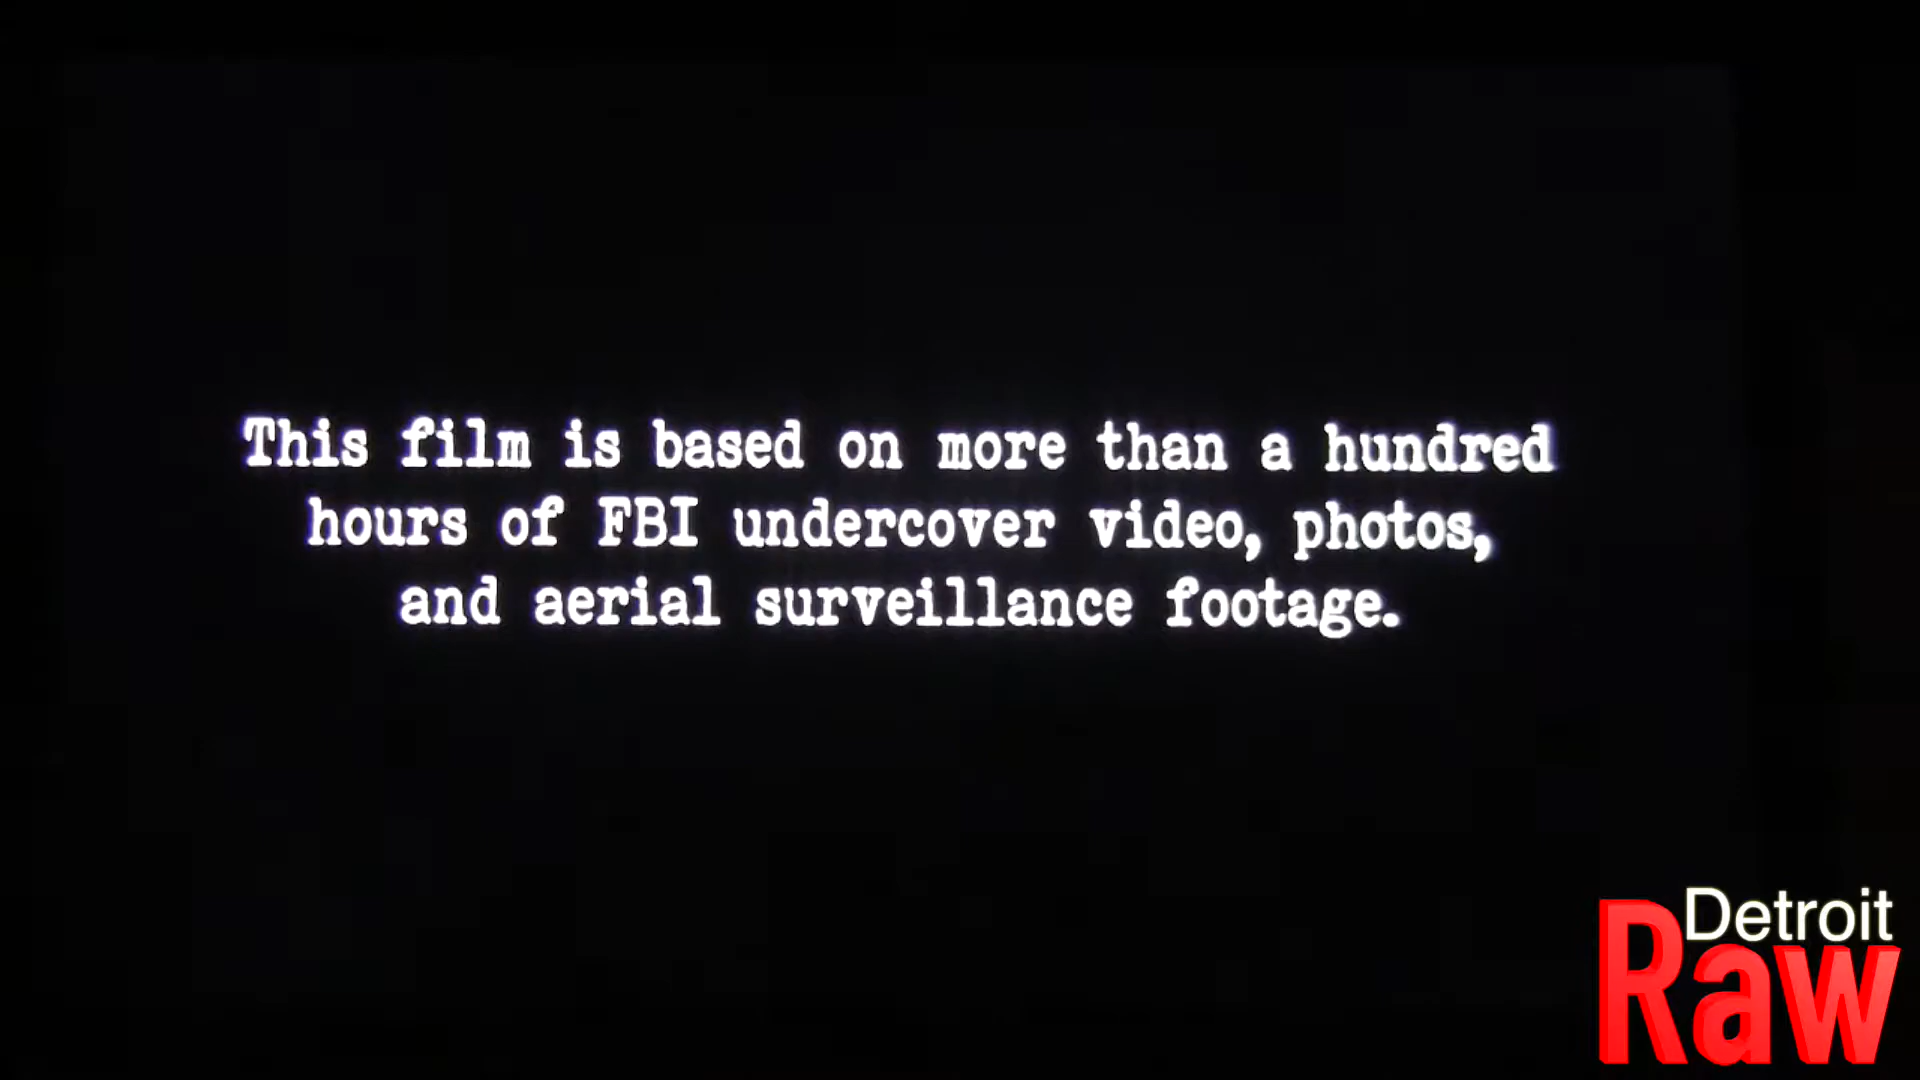 This film is based on more than a hundred
hours of FBI undercover video, photos,
and aerial surveillance footage.
Detroit
Raw